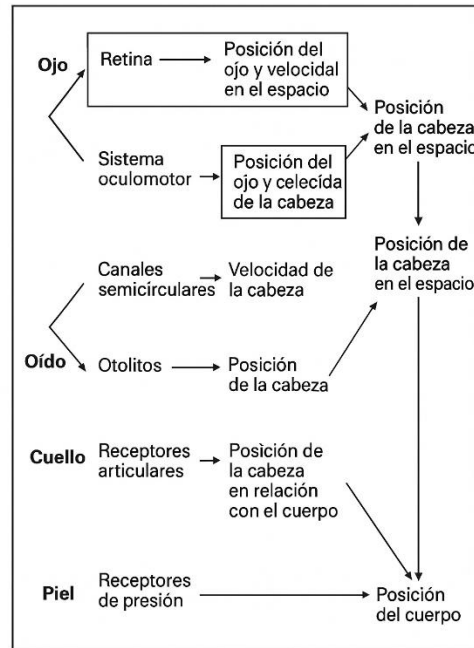 Ojo
Retina
Posición del
ojo y velocidal
en el espacio
Posición
de la cabeza
en el espacio
Sistema
oculomotor
Posición del
ojo y celecída
de la cabeza
Posición de
la cabeza
en el espacio
Canales
semicirculares
Velocidad de
la cabeza
Oído
Otolitos
Posición
de la cabeza
Cuello
Receptores
articulares
Posición de
la cabeza
en relación
con el cuerpo
Piel
Receptores
de presión
Posición
del cuerpo